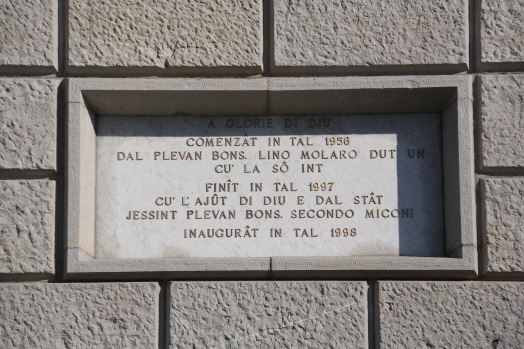 A GLORIE DI DIU
COMENZÂT IN TAL 1956
DAL PLEVAN BONS. LINO MOLARO DUT UN
CU' LA SÔ INT
FINÎT IN TAL 1997
CU' L'AJÛT DI DIU E DAL STÂT
JESSINT PLEVAN BONS. SECONDO MICONI
INAUGURÂT IN TAL 1998